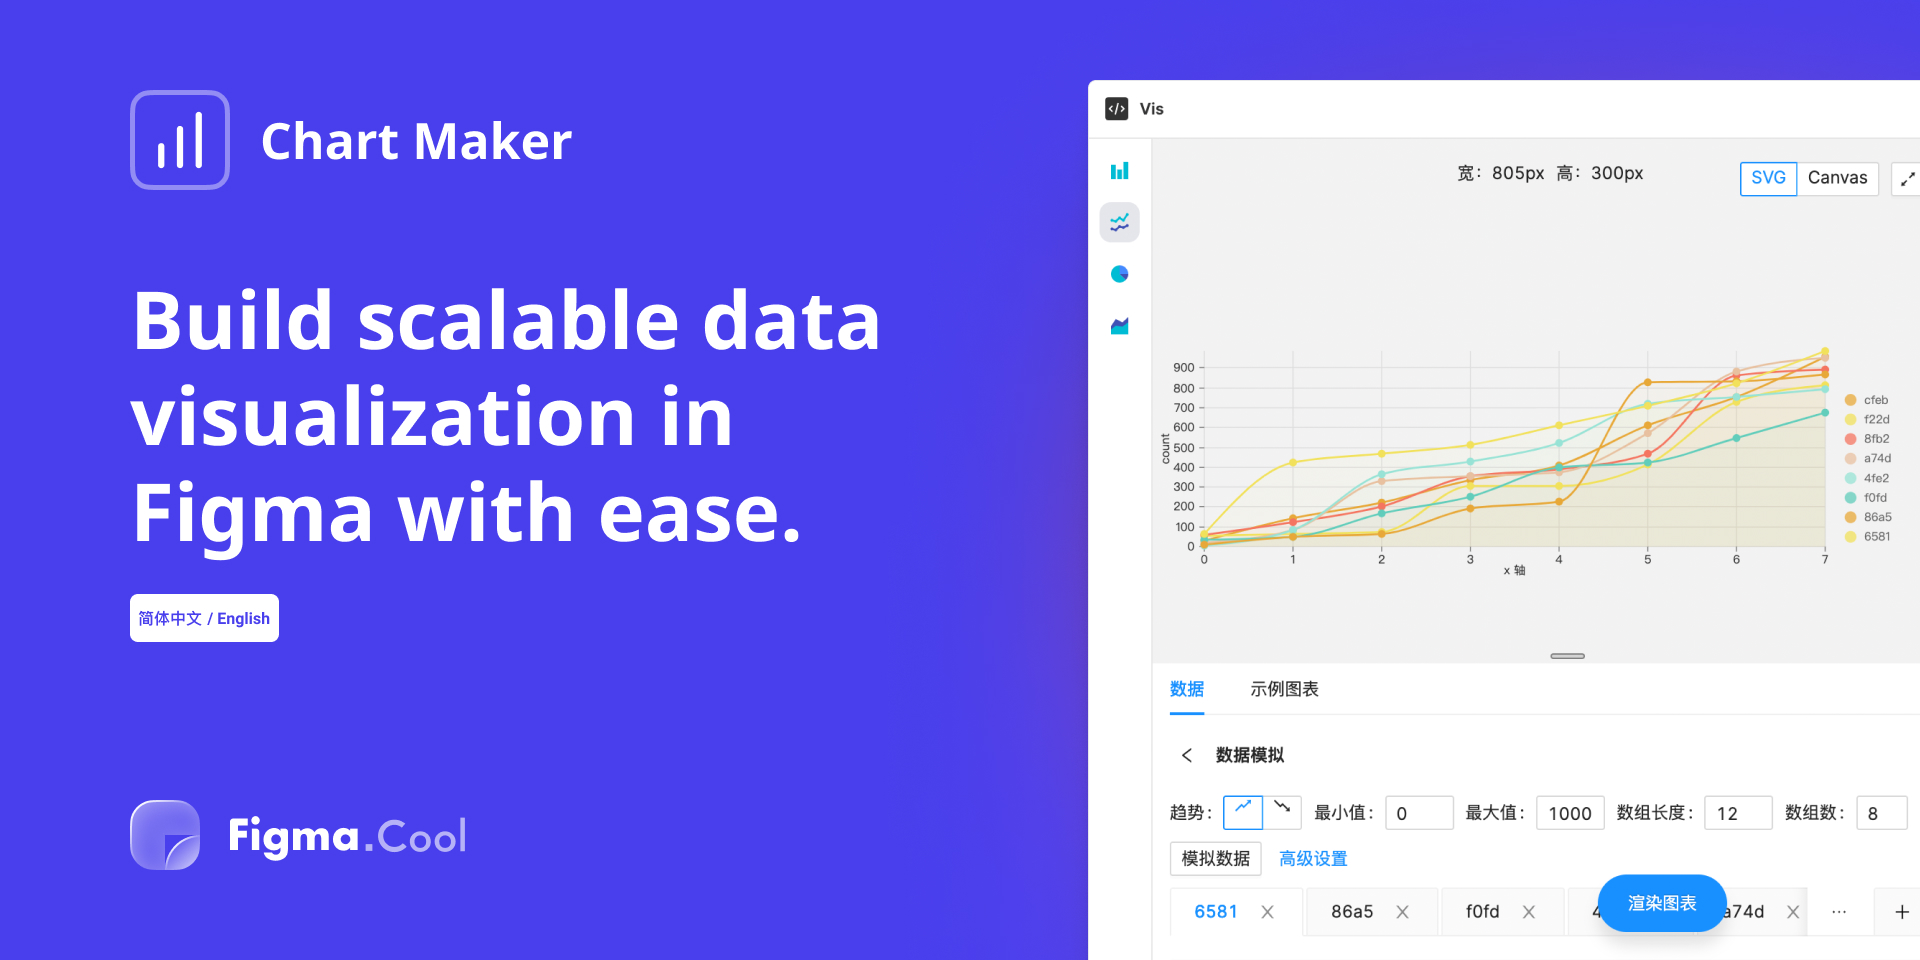 Chart Maker
Build scalable data
visualization in
Figma with ease.
简体中文 / English
Figma.Cool
Vis
宽：805px 高：300px
SVG
Canvas
900
800
700
600
500
400
300
200
100
0
count
0 1 2 3 4 5 6 7
x 轴
cfeb
f22d
8fb2
a74d
4fe2
f0fd
86a5
6581
数据
示例图表
数据模拟
趋势：
最小值：0
最大值：1000
数组长度：12
数组数：8
模拟数据
高级设置
6581
86a5
f0fd
4
a74d
渲染图表